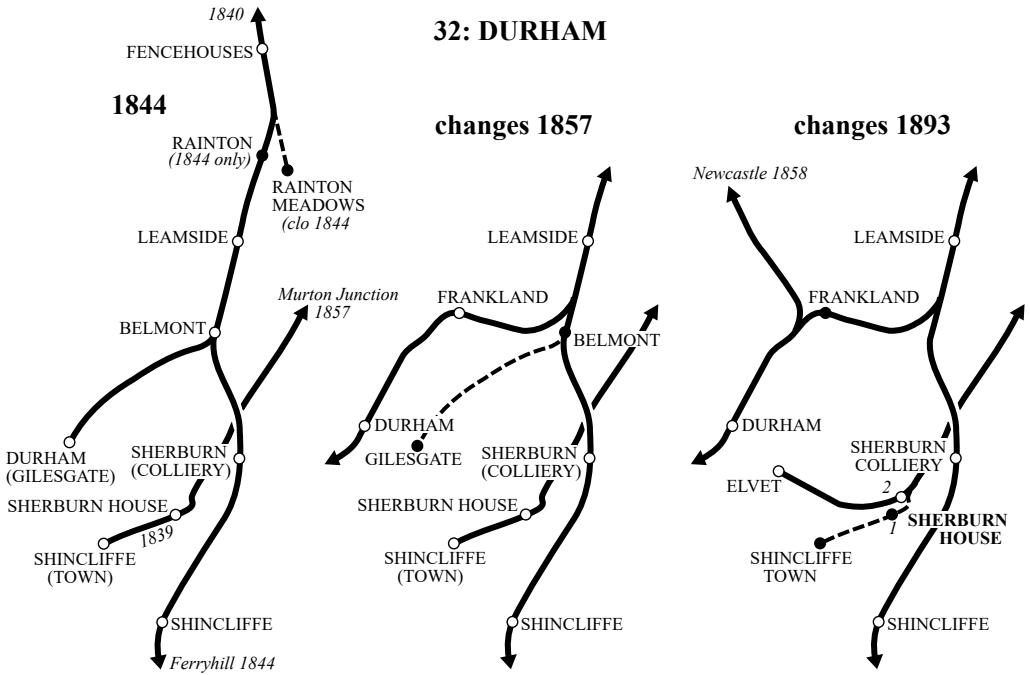 32: DURHAM
1840
FENCEHOUSES
1844
RAINTON
(1844 only)
RAINTON
MEADOWS
(clo 1844
LEAMSIDE
Murton Junction
1857
BELMONT
DURHAM
(GILESGATE)
SHERBURN
(COLLIERY)
SHERBURN HOUSE
1839
SHINCLIFFE
(TOWN)
SHINCLIFFE
Ferryhill 1844
changes 1857
LEAMSIDE
FRANKLAND
BELMONT
DURHAM
GILESGATE
SHERBURN
(COLLIERY)
SHERBURN HOUSE
SHINCLIFFE
(TOWN)
SHINCLIFFE
changes 1893
Newcastle 1858
LEAMSIDE
FRANKLAND
DURHAM
SHERBURN
COLLIERY
ELVET
2
1
SHERBURN
HOUSE
SHINCLIFFE
TOWN
SHINCLIFFE